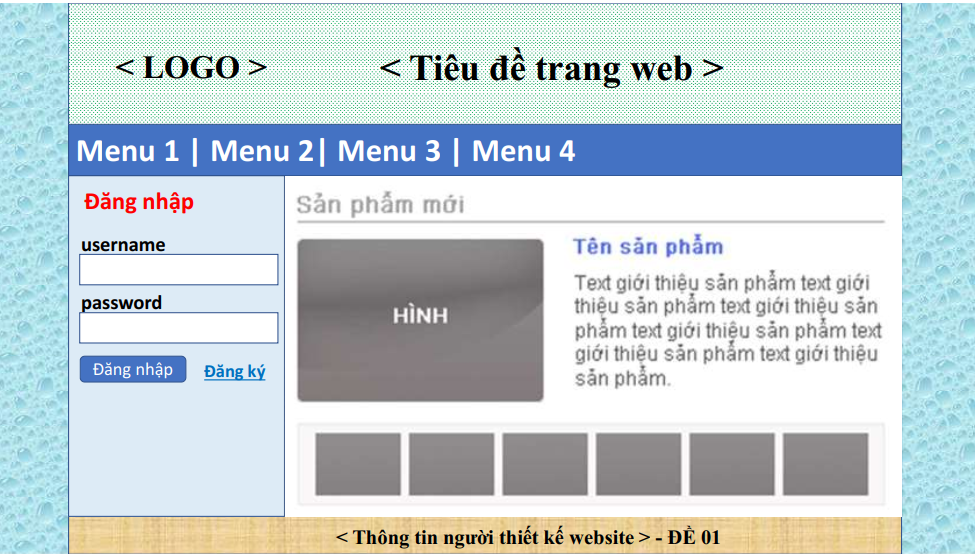 < LOGO >
< Tiêu đề trang web >
Menu 1 | Menu 2| Menu 3 | Menu 4
Đăng nhập
username
password
Đăng nhập
Đăng ký
Sản phẩm mới
HÌNH
Tên sản phẩm
Text giới thiệu sản phẩm text giới
thiệu sản phẩm text giới thiệu sản
phẩm text giới thiệu sản phẩm text
giới thiệu sản phẩm text giới thiệu
sản phẩm.
< Thông tin người thiết kế website > - ĐỀ 01